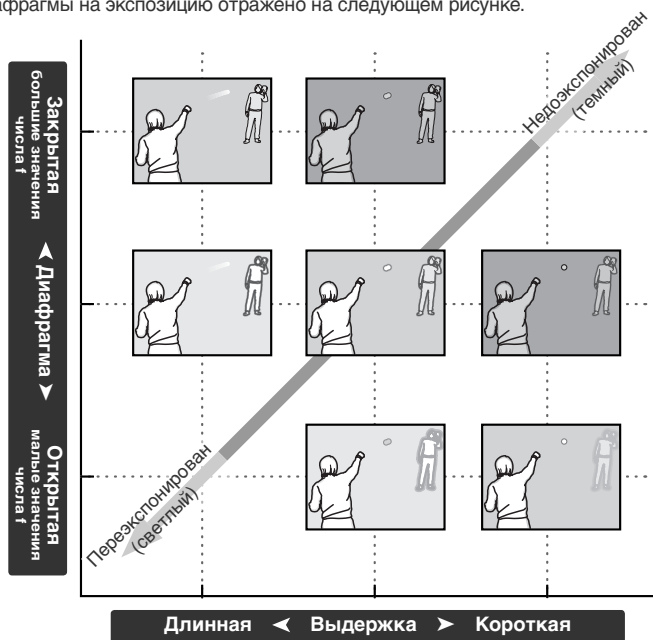 афрагмы на экспозицию отражено на следующем рисунке.
Недоэкспонирован
(темный)
Закрытая
большие значения
числа f
Диафрагма
Открытая
малые значения
числа f
Переэкспонирован
(светлый)
Длинная ◄ Выдержка ► Короткая